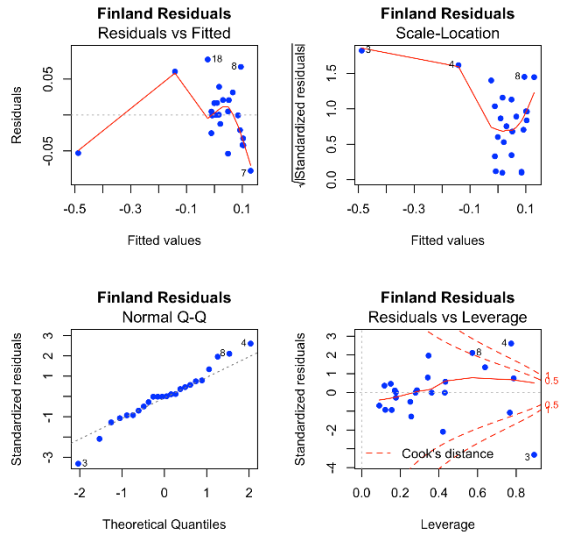 Finland Residuals
Residuals vs Fitted
Residuals
0.05
-0.05
18
8
7
-0.5
-0.3
-0.1
0.1
Fitted values
Finland Residuals
Scale-Location
√|Standardized residuals|
1.5
1.0
0.5
0.0
3
4
8
-0.5
-0.3
-0.1
0.1
Fitted values
Finland Residuals
Normal Q-Q
Standardized residuals
3
1
-1
-3
4
8
3
-2
-1
0
1
2
Theoretical Quantiles
Finland Residuals
Residuals vs Leverage
Standardized residuals
3
2
0
-2
-4
4
8
3
1
0.5
0.5
1
Cook's distance
0.0
0.2
0.4
0.6
0.8
Leverage